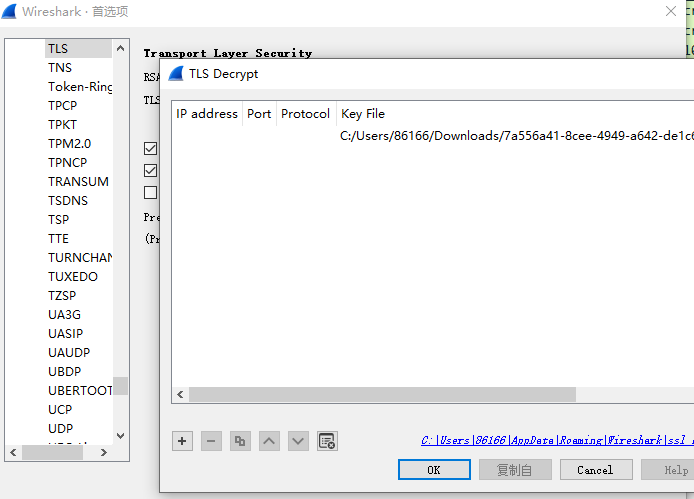 Wireshark · 首选项
TLS
TNS
Token-Ring
TPCP
TPKT
TPM2.0
TPNCP
TRANSUM
TSDNS
TSP
TTE
TURNCHAN
TUXEDO
TZSP
UA3G
UASIP
UAUDP
UBDP
UBERTOOT
UCP
UDP
Transport Layer Security
RSA
TLS
Pre
(Pr
TLS Decrypt
IP address Port Protocol Key File
C:/Users/86166/Downloads/7a556a41-8cee-4949-a642-de1c6
C:|Users|86166|AppData|Roaming|Wireshark|ssl
OK 复制自 Cancel Help